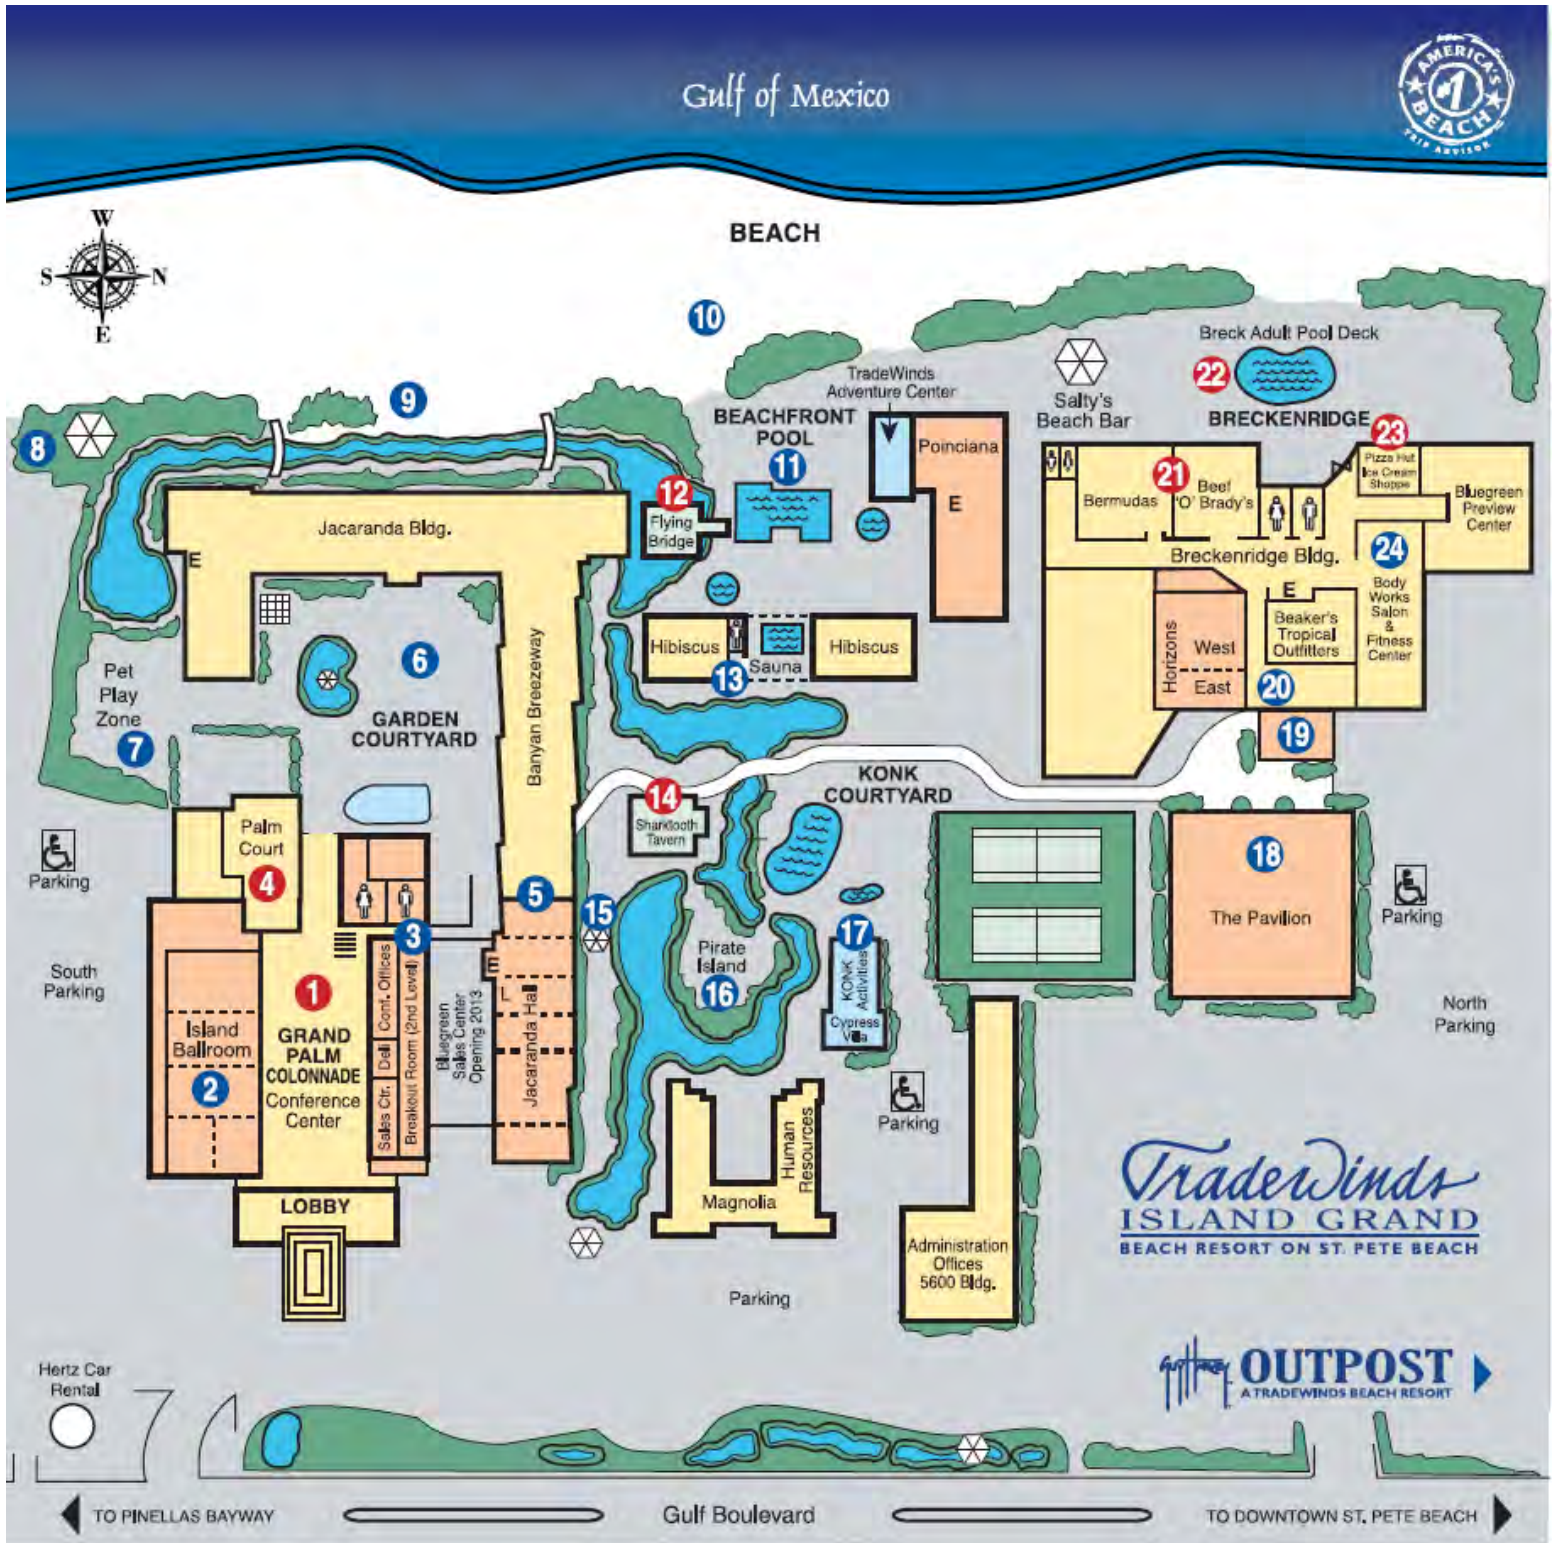 Gulf of Mexico
AMERICA'S
#1
BEACH
TRIP ADVISOR
W
S
N
E
BEACH
10
Breck Adult Pool Deck
22
TradeWinds
Adventure Center
Salty's
Beach Bar
BRECKENRIDGE
9
8
BEACHFRONT
POOL
11
Poinciana
E
23
Pizza Hut
Ice Cream
Shoppe
21
Bermudas
Beef
'O' Brady's
Bluegreen
Preview
Center
12
Flying
Bridge
Jacaranda Bldg.
E
Breckenridge Bldg.
24
Body
Works
Salon
&
Fitness
Center
E
Beaker's
Tropical
Outfitters
Horizons
West
East
20
19
Hibiscus
13
Sauna
Hibiscus
Pet
Play
Zone
7
6
GARDEN
COURTYARD
Banyan Breezeway
KONK
COURTYARD
14
Sharktooth
Tavern
Palm
Court
4
Parking
5
15
18
The Pavilion
Parking
3
17
KONK
Activities
Cypress
Villa
Pirate
Island
16
South
Parking
1
GRAND
PALM
COLONNADE
Conference
Center
Island
Ballroom
2
Conf. Offices
Deli
Sales Ctr.
Breakout Room (2nd Level)
Bluegreen
Sales Center
Opening 2013
E
Jacaranda Hall
North
Parking
Parking
Human
Resources
Magnolia
LOBBY
TradeWinds
ISLAND GRAND
BEACH RESORT ON ST. PETE BEACH
Administration
Offices
5600 Bldg.
Parking
Guy Harvey
OUTPOST
A TRADEWINDS BEACH RESORT
Hertz Car
Rental
TO PINELLAS BAYWAY
Gulf Boulevard
TO DOWNTOWN ST. PETE BEACH